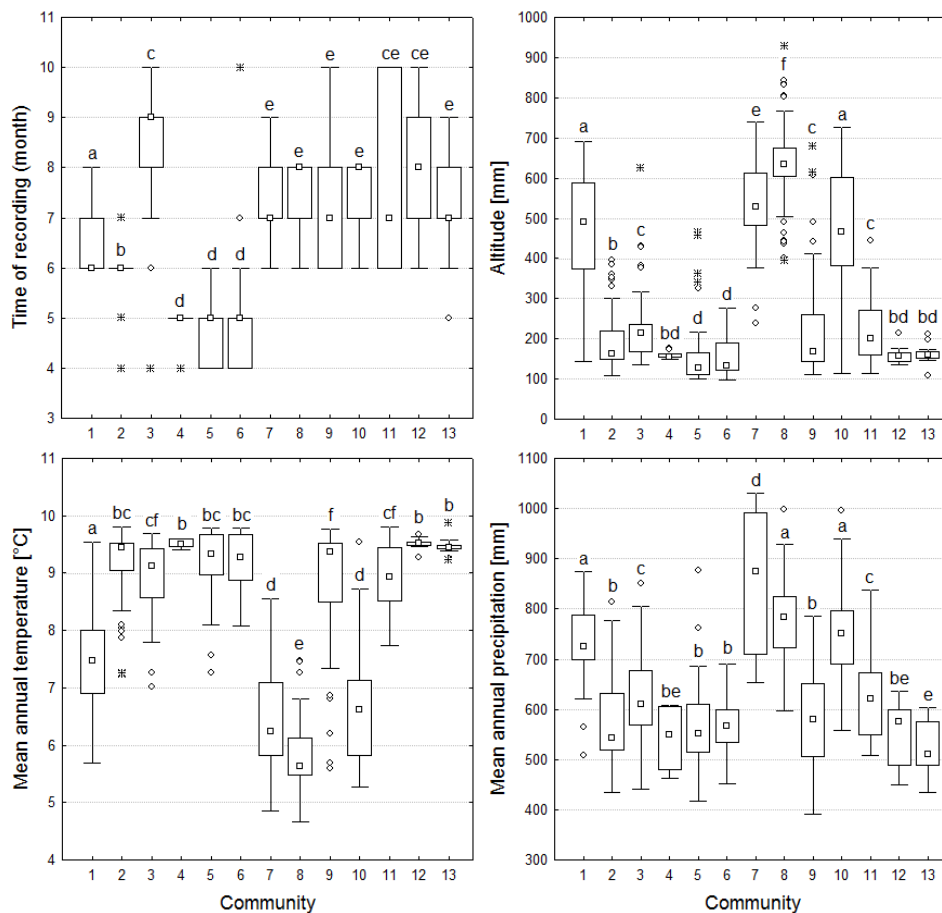 Time of recording (month)
11
10
9
8
7
6
5
4
3
a
b
c
d
d
d
e
e
e
e
ce
ce
e
1 2 3 4 5 6 7 8 9 10 11 12 13
Altitude [mm]
1000
900
800
700
600
500
400
300
200
100
0
a
b
c
bd
d
d
e
f
c
a
c
bd
bd
1 2 3 4 5 6 7 8 9 10 11 12 13
Mean annual temperature [°C]
11
10
9
8
7
6
5
4
a
bc
cf
b
bc
bc
d
e
f
d
cf
b
b
1 2 3 4 5 6 7 8 9 10 11 12 13
Community
Mean annual precipitation [mm]
1100
1000
900
800
700
600
500
400
300
a
b
c
be
b
b
d
a
b
a
c
be
e
1 2 3 4 5 6 7 8 9 10 11 12 13
Community